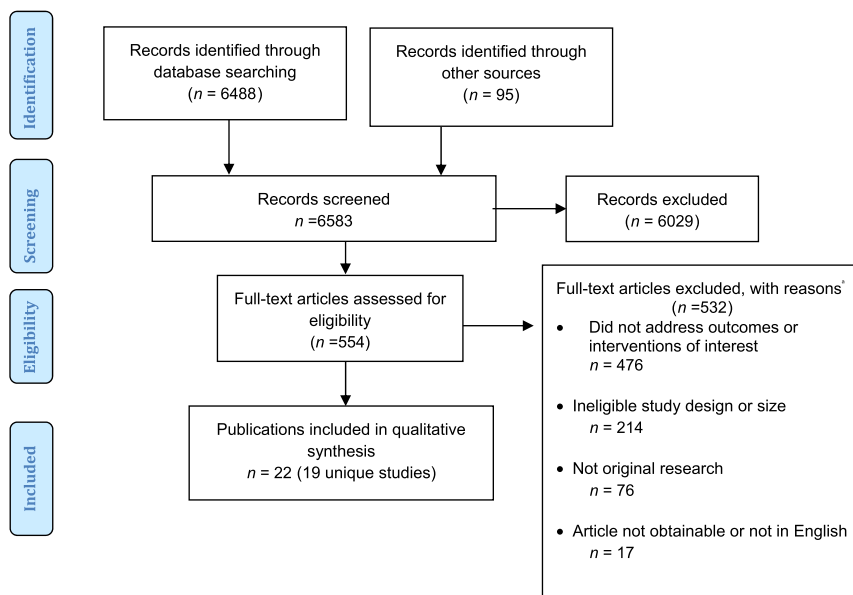 Identification
Records identified through
database searching
(n = 6488)
Records identified through
other sources
(n = 95)
Screening
Records screened
n =6583
Records excluded
(n = 6029)
Eligibility
Full-text articles assessed for
eligibility
(n =554)
Full-text articles excluded, with reasons*
(n =532)
• Did not address outcomes or
interventions of interest
n = 476
• Ineligible study design or size
n = 214
• Not original research
n = 76
• Article not obtainable or not in English
n = 17
Included
Publications included in qualitative
synthesis
n = 22 (19 unique studies)